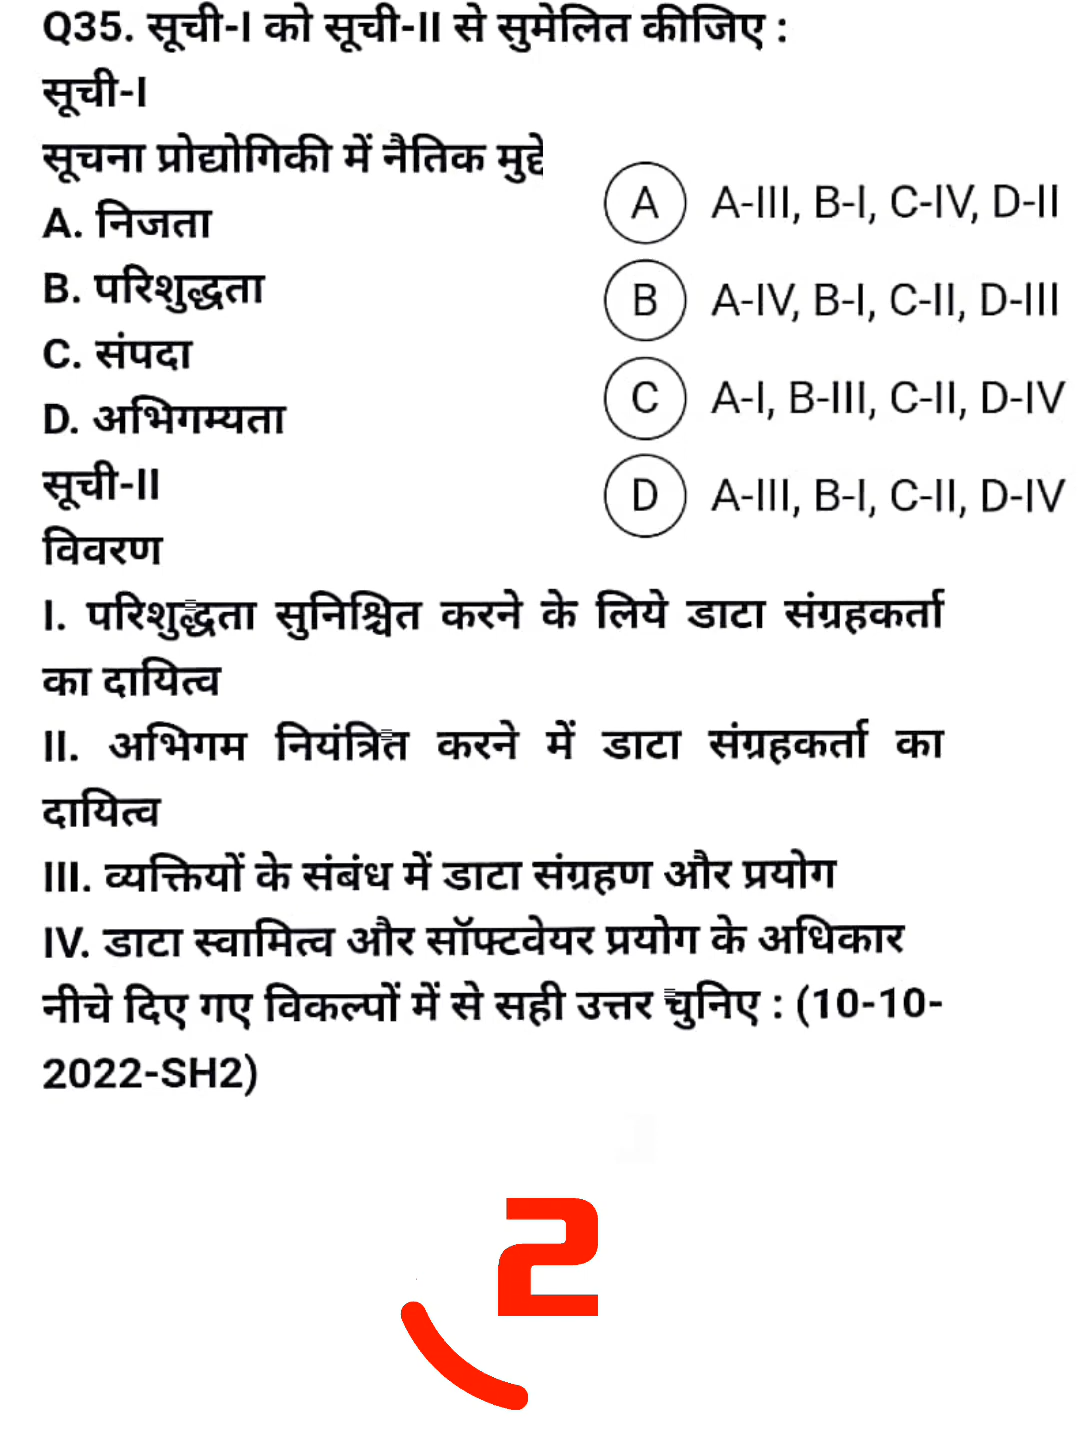 Q35. सूची-I को सूची-II से सुमेलित कीजिए :
सूची-I
सूचना प्रोद्योगिकी में नैतिक मुद्दे
A. निजता
B. परिशुद्धता
C. संपदा
D. अभिगम्यता
सूची-II
विवरण
I. परिशुद्धता सुनिश्चित करने के लिये डाटा संग्रहकर्ता
का दायित्व
II. अभिगम नियंत्रित करने में डाटा संग्रहकर्ता का
दायित्व
III. व्यक्तियों के संबंध में डाटा संग्रहण और प्रयोग
IV. डाटा स्वामित्व और सॉफ्टवेयर प्रयोग के अधिकार
नीचे दिए गए विकल्पों में से सही उत्तर चुनिए : (10-10-
2022-SH2)
A A-III, B-I, C-IV, D-II
B A-IV, B-I, C-II, D-III
C A-I, B-III, C-II, D-IV
D A-III, B-I, C-II, D-IV
2